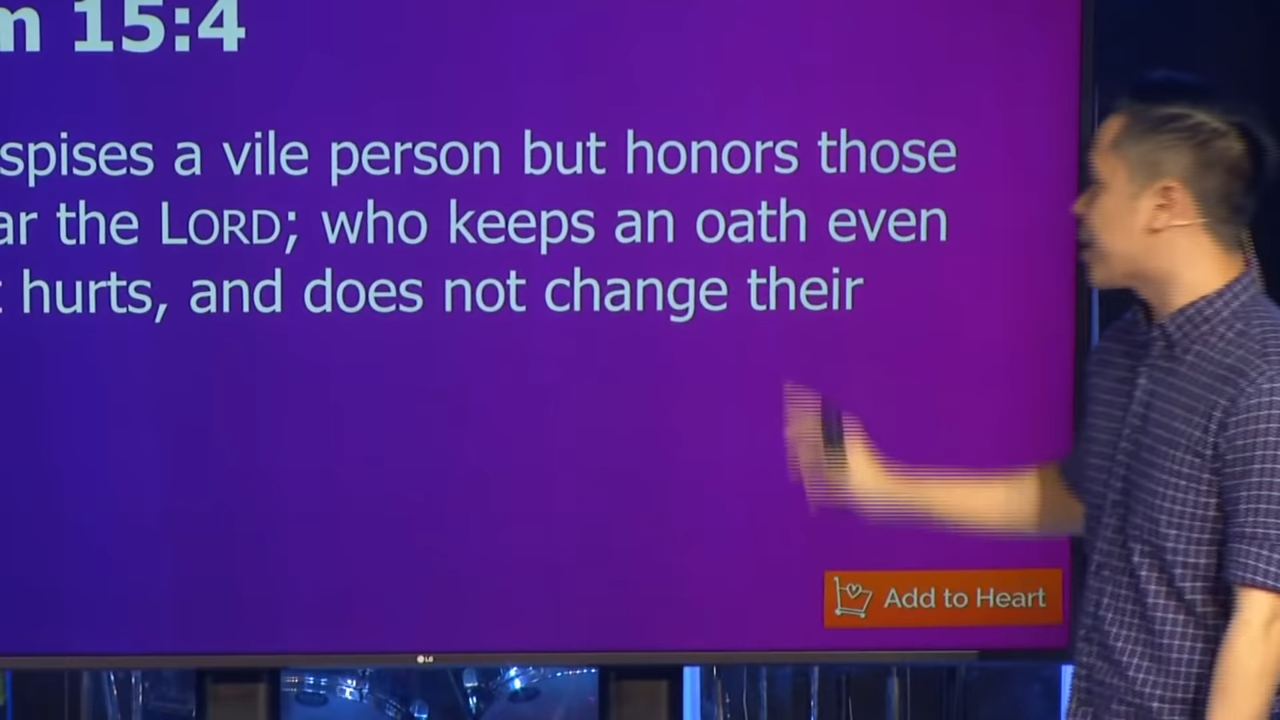 m 15:4
spises a vile person but honors those
ar the LORD; who keeps an oath even
t hurts, and does not change their
Add to Heart
LG